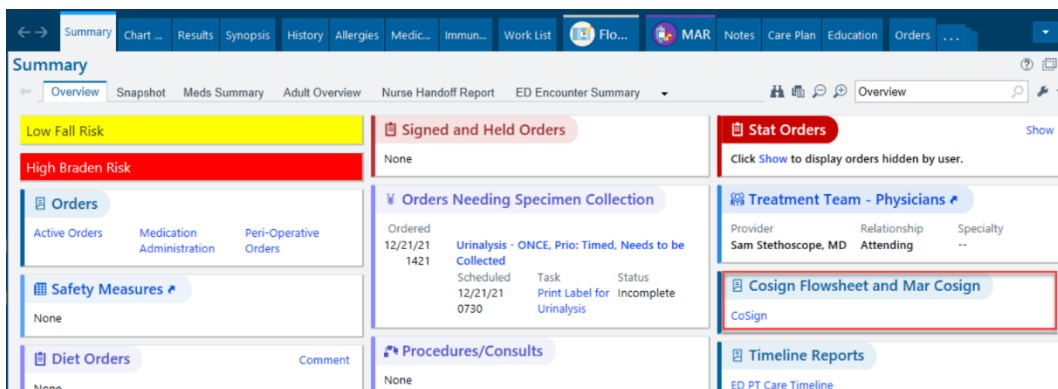 Summary Chart ... Results Synopsis History Allergies Medic... Immun... Work List Flo... MAR Notes Care Plan Education Orders ...
Summary
Overview Snapshot Meds Summary Adult Overview Nurse Handoff Report ED Encounter Summary Overview
Low Fall Risk
High Braden Risk
Orders
Active Orders Medication Administration Peri-Operative Orders
Safety Measures
None
Diet Orders Comment
None
Signed and Held Orders
None
Orders Needing Specimen Collection
Ordered
12/21/21 1421
Urinalysis - ONCE, Prio: Timed, Needs to be
Collected
Scheduled Task Status
12/21/21 0730 Print Label for Urinalysis Incomplete
Procedures/Consults
None
Stat Orders Show
Click Show to display orders hidden by user.
Treatment Team - Physicians
Provider Relationship Specialty
Sam Stethoscope, MD Attending --
Cosign Flowsheet and Mar Cosign
CoSign
Timeline Reports
ED PT Care Timeline